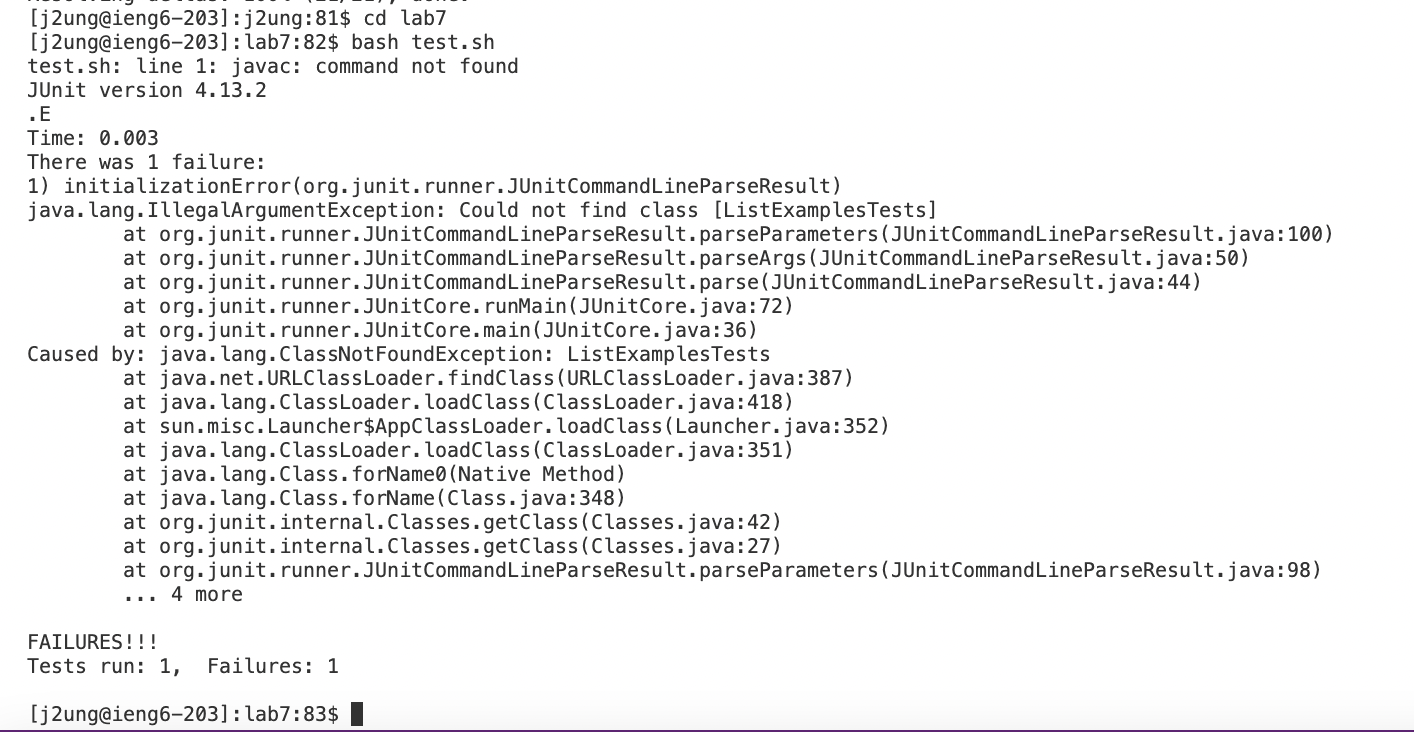 [j2ung@ieng6-203]:j2ung:81$ cd lab7
[j2ung@ieng6-203]:lab7:82$ bash test.sh
test.sh: line 1: javac: command not found
JUnit version 4.13.2
.E
Time: 0.003
There was 1 failure:
1) initializationError(org.junit.runner.JUnitCommandLineParseResult)
java.lang.IllegalArgumentException: Could not find class [ListExamplesTests]
        at org.junit.runner.JUnitCommandLineParseResult.parseParameters(JUnitCommandLineParseResult.java:100)
        at org.junit.runner.JUnitCommandLineParseResult.parseArgs(JUnitCommandLineParseResult.java:50)
        at org.junit.runner.JUnitCommandLineParseResult.parse(JUnitCommandLineParseResult.java:44)
        at org.junit.runner.JUnitCore.runMain(JUnitCore.java:72)
        at org.junit.runner.JUnitCore.main(JUnitCore.java:36)
Caused by: java.lang.ClassNotFoundException: ListExamplesTests
        at java.net.URLClassLoader.findClass(URLClassLoader.java:387)
        at java.lang.ClassLoader.loadClass(ClassLoader.java:418)
        at sun.misc.Launcher$AppClassLoader.loadClass(Launcher.java:352)
        at java.lang.ClassLoader.loadClass(ClassLoader.java:351)
        at java.lang.Class.forName0(Native Method)
        at java.lang.Class.forName(Class.java:348)
        at org.junit.internal.Classes.getClass(Classes.java:42)
        at org.junit.internal.Classes.getClass(Classes.java:27)
        at org.junit.runner.JUnitCommandLineParseResult.parseParameters(JUnitCommandLineParseResult.java:98)
        ... 4 more

FAILURES!!!
Tests run: 1,  Failures: 1

[j2ung@ieng6-203]:lab7:83$